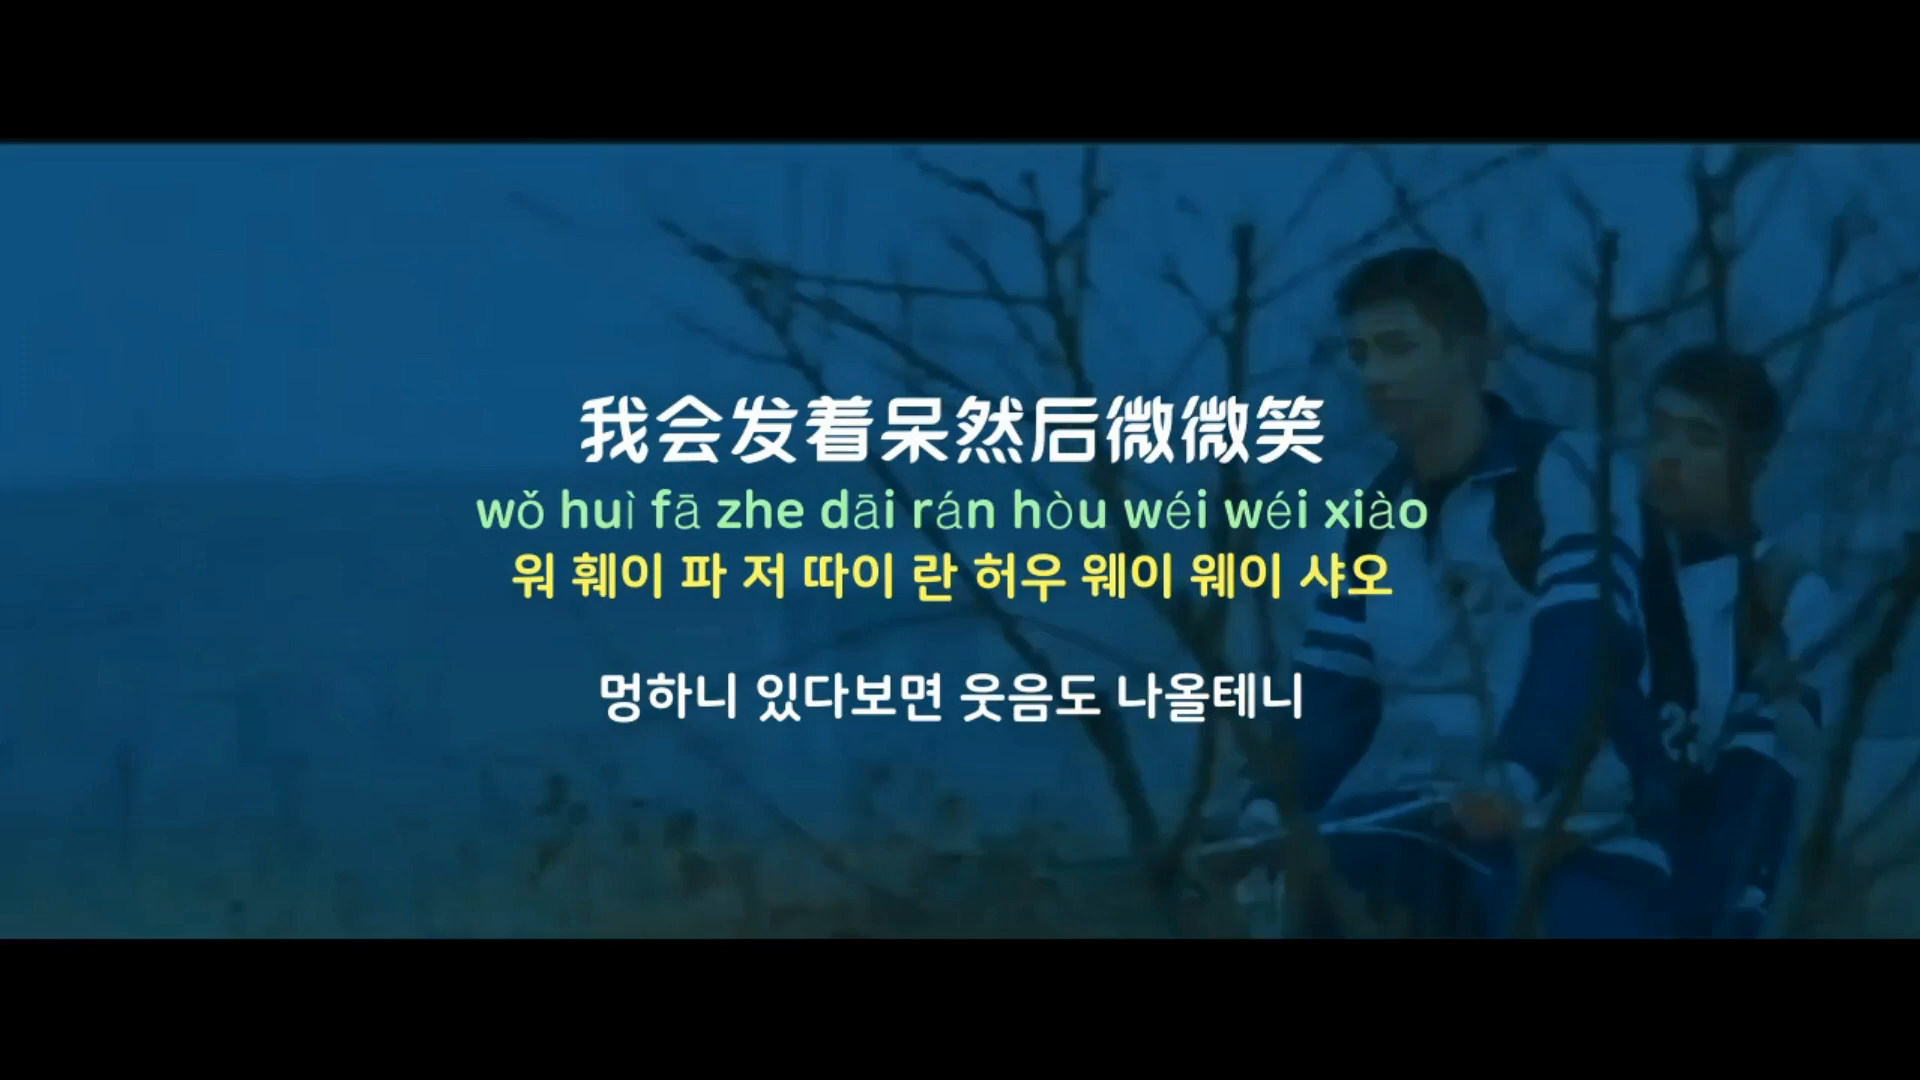 我会发着呆然后微微笑
wǒ huì fā zhe dāi rán hòu wéi wéi xiào
워 훼이 파 저 따이 란 허우 웨이 웨이 샤오
멍하니 있다보면 웃음도 나올테니